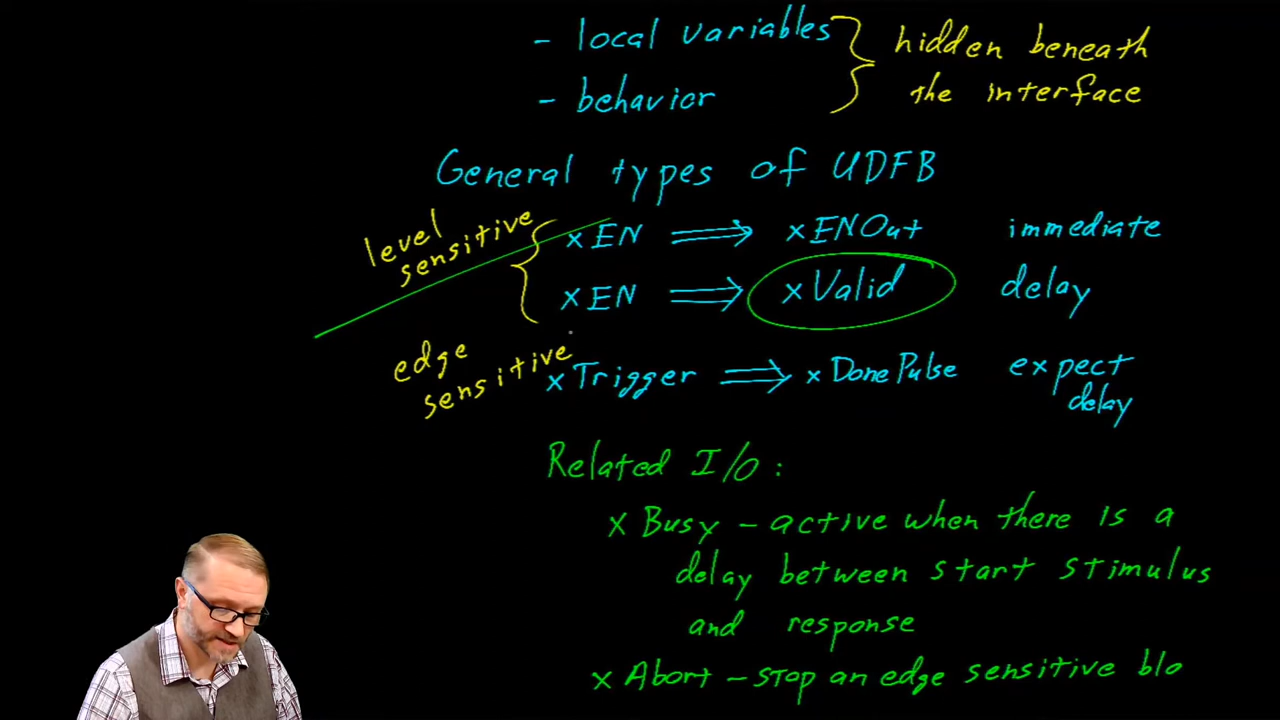 - local variables } hidden beneath
- behavior the interface
General types of UDFB
level sensitive { xEN ⟹ xENOut immediate
xEN ⟹ xValid delay
edge sensitive xTrigger ⟹ xDonePulse expect delay
Related I/O:
xBusy - active when there is a
delay between start stimulus
and response
xAbort - stop an edge sensitive blo